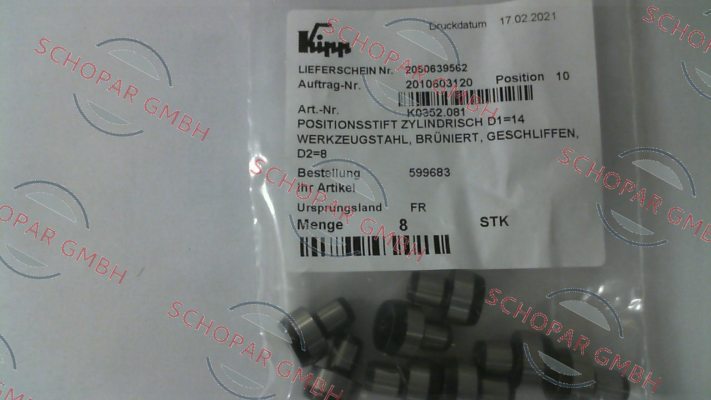 Kipp
Druckdatum 17.02.2021
LIEFERSCHEIN Nr. 2050639562
Auftrag-Nr. 2010603120 Position 10
Art.-Nr. K0352.081
POSITIONSSTIFT ZYLINDRISCH D1=14
WERKZEUGSTAHL, BRÜNIERT, GESCHLIFFEN,
D2=8
Bestellung 599683
Ihr Artikel
Ursprungsland FR
Menge 8 STK
SCHOPAR GMBH
SCHOPAR GMBH
SCHOPAR GMBH
SCHOPAR GMBH
SCHOPAR GMBH
SCHOPAR GMBH
SCHOPAR GMBH